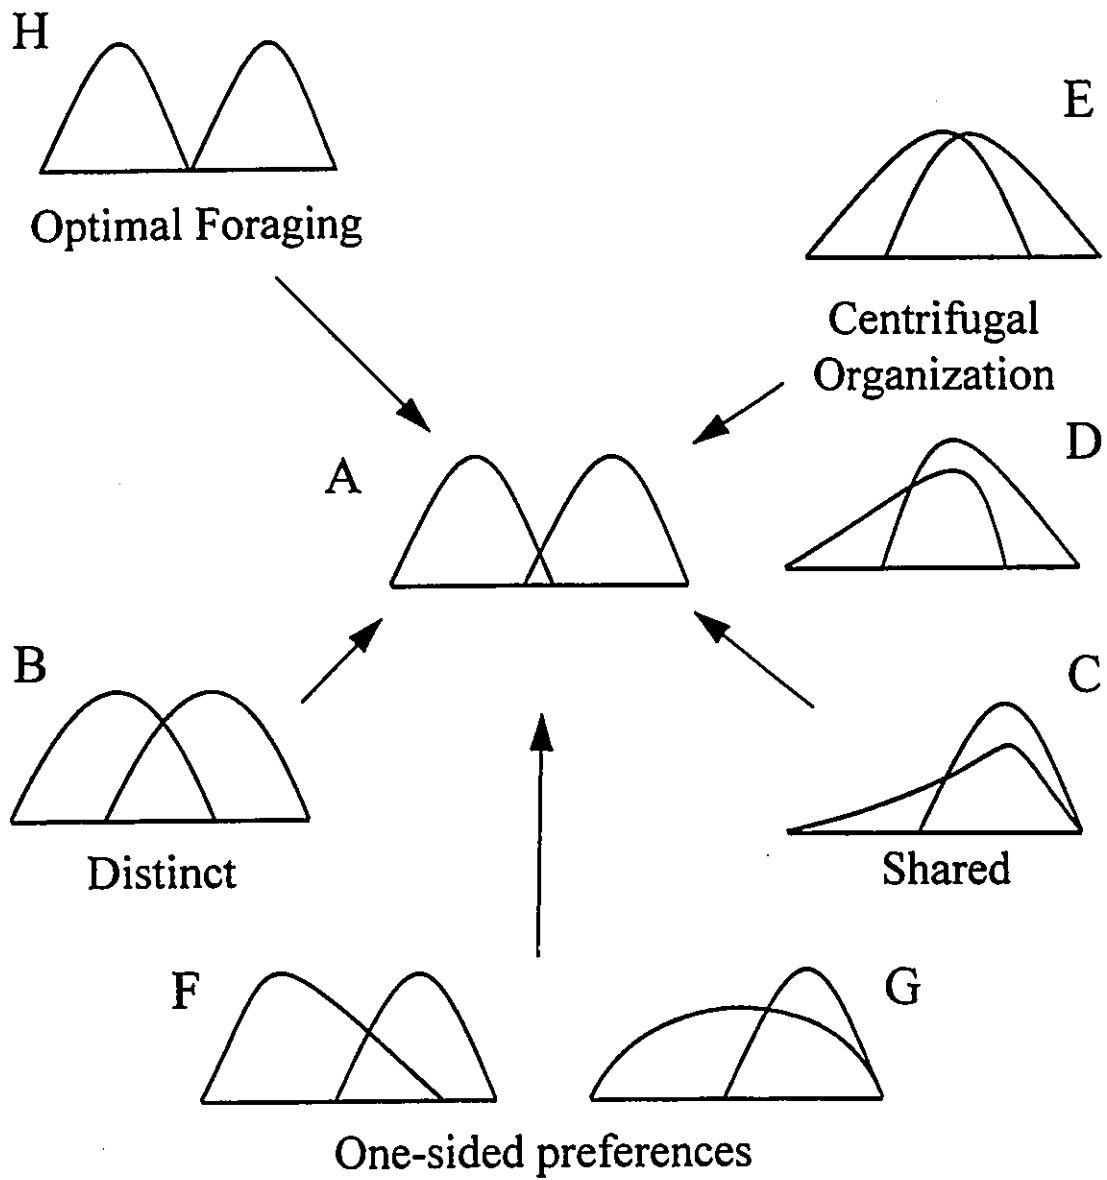 H
E
Optimal Foraging
Centrifugal
Organization
A
D
B
C
Distinct
Shared
F
G
One-sided preferences